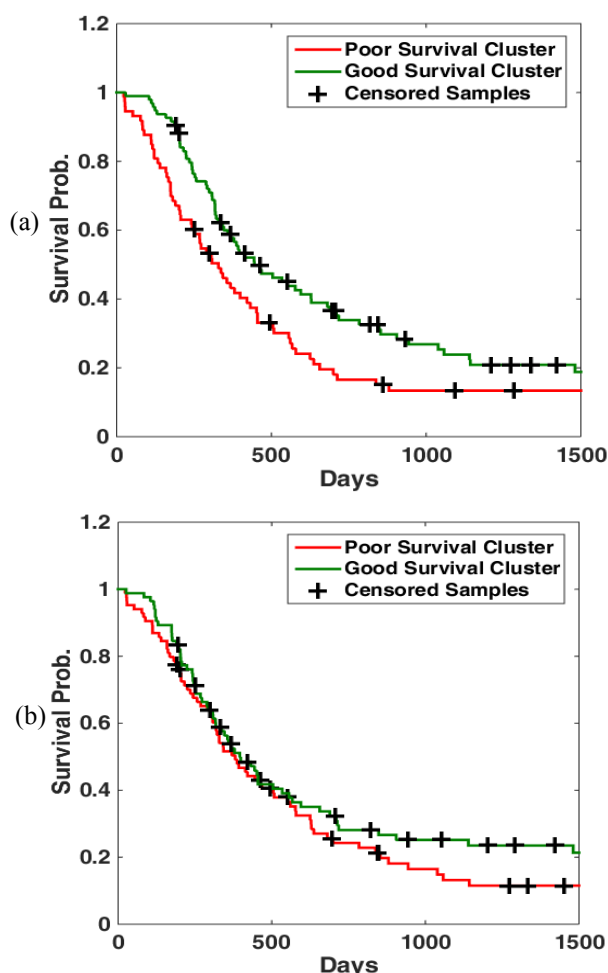 (a)
1.2
1
0.8
0.6
0.4
0.2
0
Survival Prob.
Poor Survival Cluster
Good Survival Cluster
Censored Samples
0 500 1000 1500
Days
(b)
1.2
1
0.8
0.6
0.4
0.2
0
Survival Prob.
Poor Survival Cluster
Good Survival Cluster
Censored Samples
0 500 1000 1500
Days